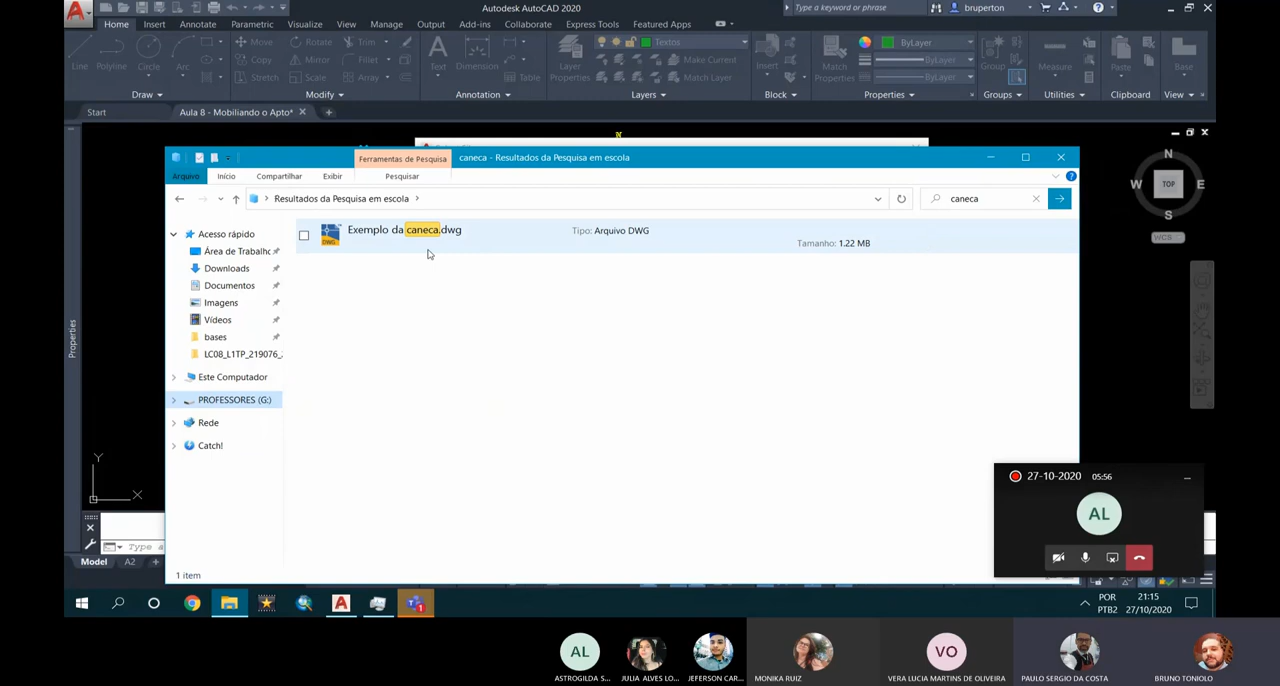 Autodesk AutoCAD 2020
Type a keyword or phrase
bruperton
Home Insert Annotate Parametric Visualize View Manage Output Add-ins Collaborate Express Tools Featured Apps
Line Polyline Circle Arc
Move Rotate Trim
Copy Mirror Fillet
Stretch Scale Array
Text Dimension Table
Layer Properties
Textos
Make Current
Match Layer
Insert
Match Properties
ByLayer
ByLayer
ByLayer
Group
Measure
Paste
Base
Draw Modify Annotation Layers Block Properties Groups Utilities Clipboard View
Start Aula 8 - Mobiliando o Apto*
N
Ferramentas de Pesquisa
caneca - Resultados da Pesquisa em escola
Arquivo Início Compartilhar Exibir Pesquisar
Resultados da Pesquisa em escola
caneca
Acesso rápido
Área de Trabalho
Downloads
Documentos
Imagens
Vídeos
bases
LC08_L1TP_219076_
Este Computador
PROFESSORES (G:)
Rede
Catch!
Exemplo da caneca.dwg
DWG
Tipo: Arquivo DWG
Tamanho: 1.22 MB
1 item
N
W TOP E
S
WCS
Properties
Y
X
Type a
Model A2 +
27-10-2020 05:56
AL
POR
PTB2
21:15
27/10/2020
AL
VO
ASTROGILDA S... JULIA ALVES LO... JEFERSON CAR... MONIKA RUIZ VERA LUCIA MARTINS DE OLIVEIRA PAULO SERGIO DA COSTA BRUNO TONIOLO